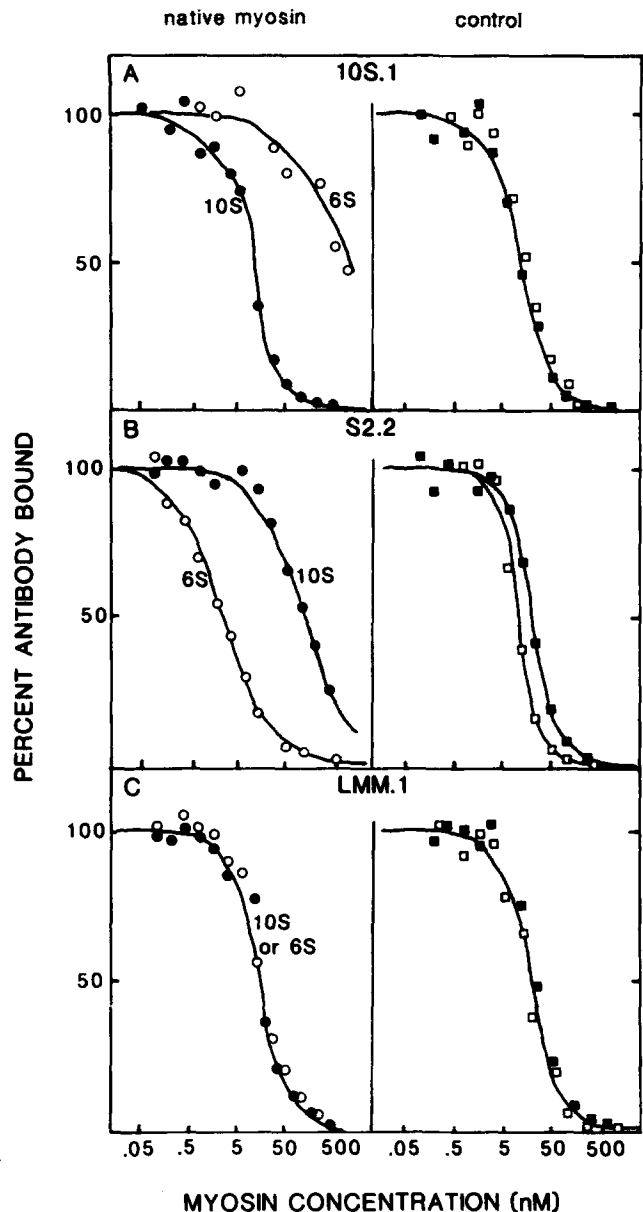 native myosin control
A 10S.1
100
10S 6S
50
B S2.2
100
6S 10S
50
C LMM.1
100
10S
or 6S
50
.05 .5 5 50 500 .05 .5 5 50 500
PERCENT ANTIBODY BOUND
MYOSIN CONCENTRATION (nM)